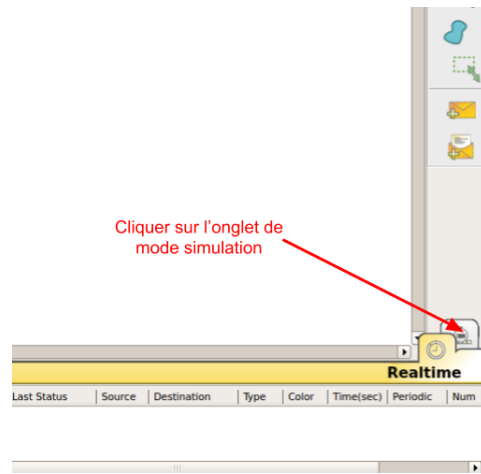 Cliquer sur l'onglet de
mode simulation
Realtime
Last Status Source Destination Type Color Time(sec) Periodic Num